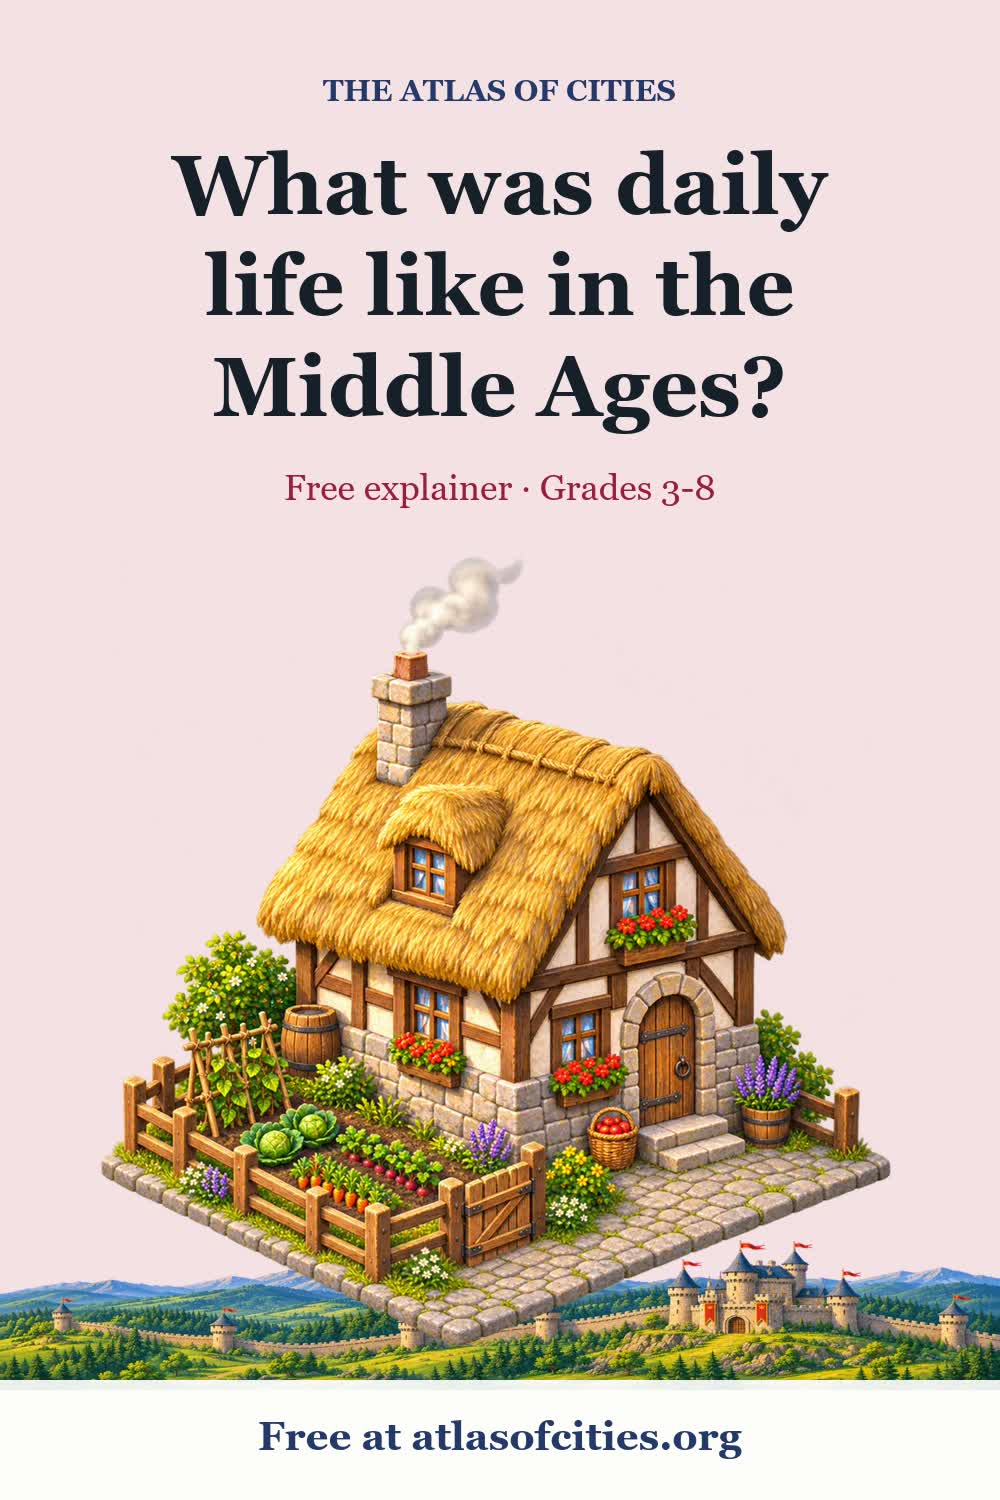 THE ATLAS OF CITIES
What was daily
life like in the
Middle Ages?
Free explainer · Grades 3-8
Free at atlasofcities.org